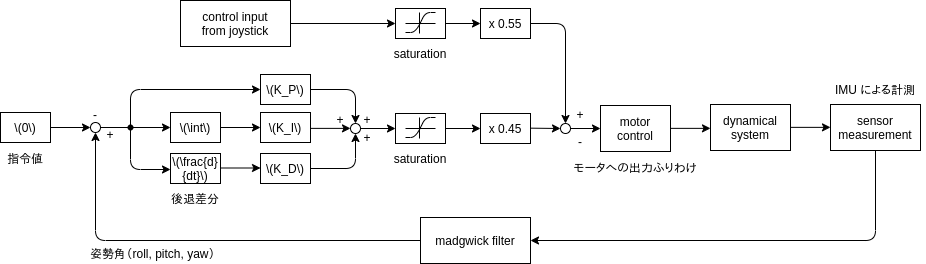 control input
from joystick
x 0.55
saturation
\(K_P\)
IMU による計測
\(0\)
-
+
\(\int\)
\(K_I\)
+
+
+
x 0.45
+
-
motor
control
dynamical
system
sensor
measurement
指令値
\(\frac{d}
{dt}\)
\(K_D\)
saturation
モータへの出力ふりわけ
後退差分
madgwick filter
姿勢角（roll, pitch, yaw）